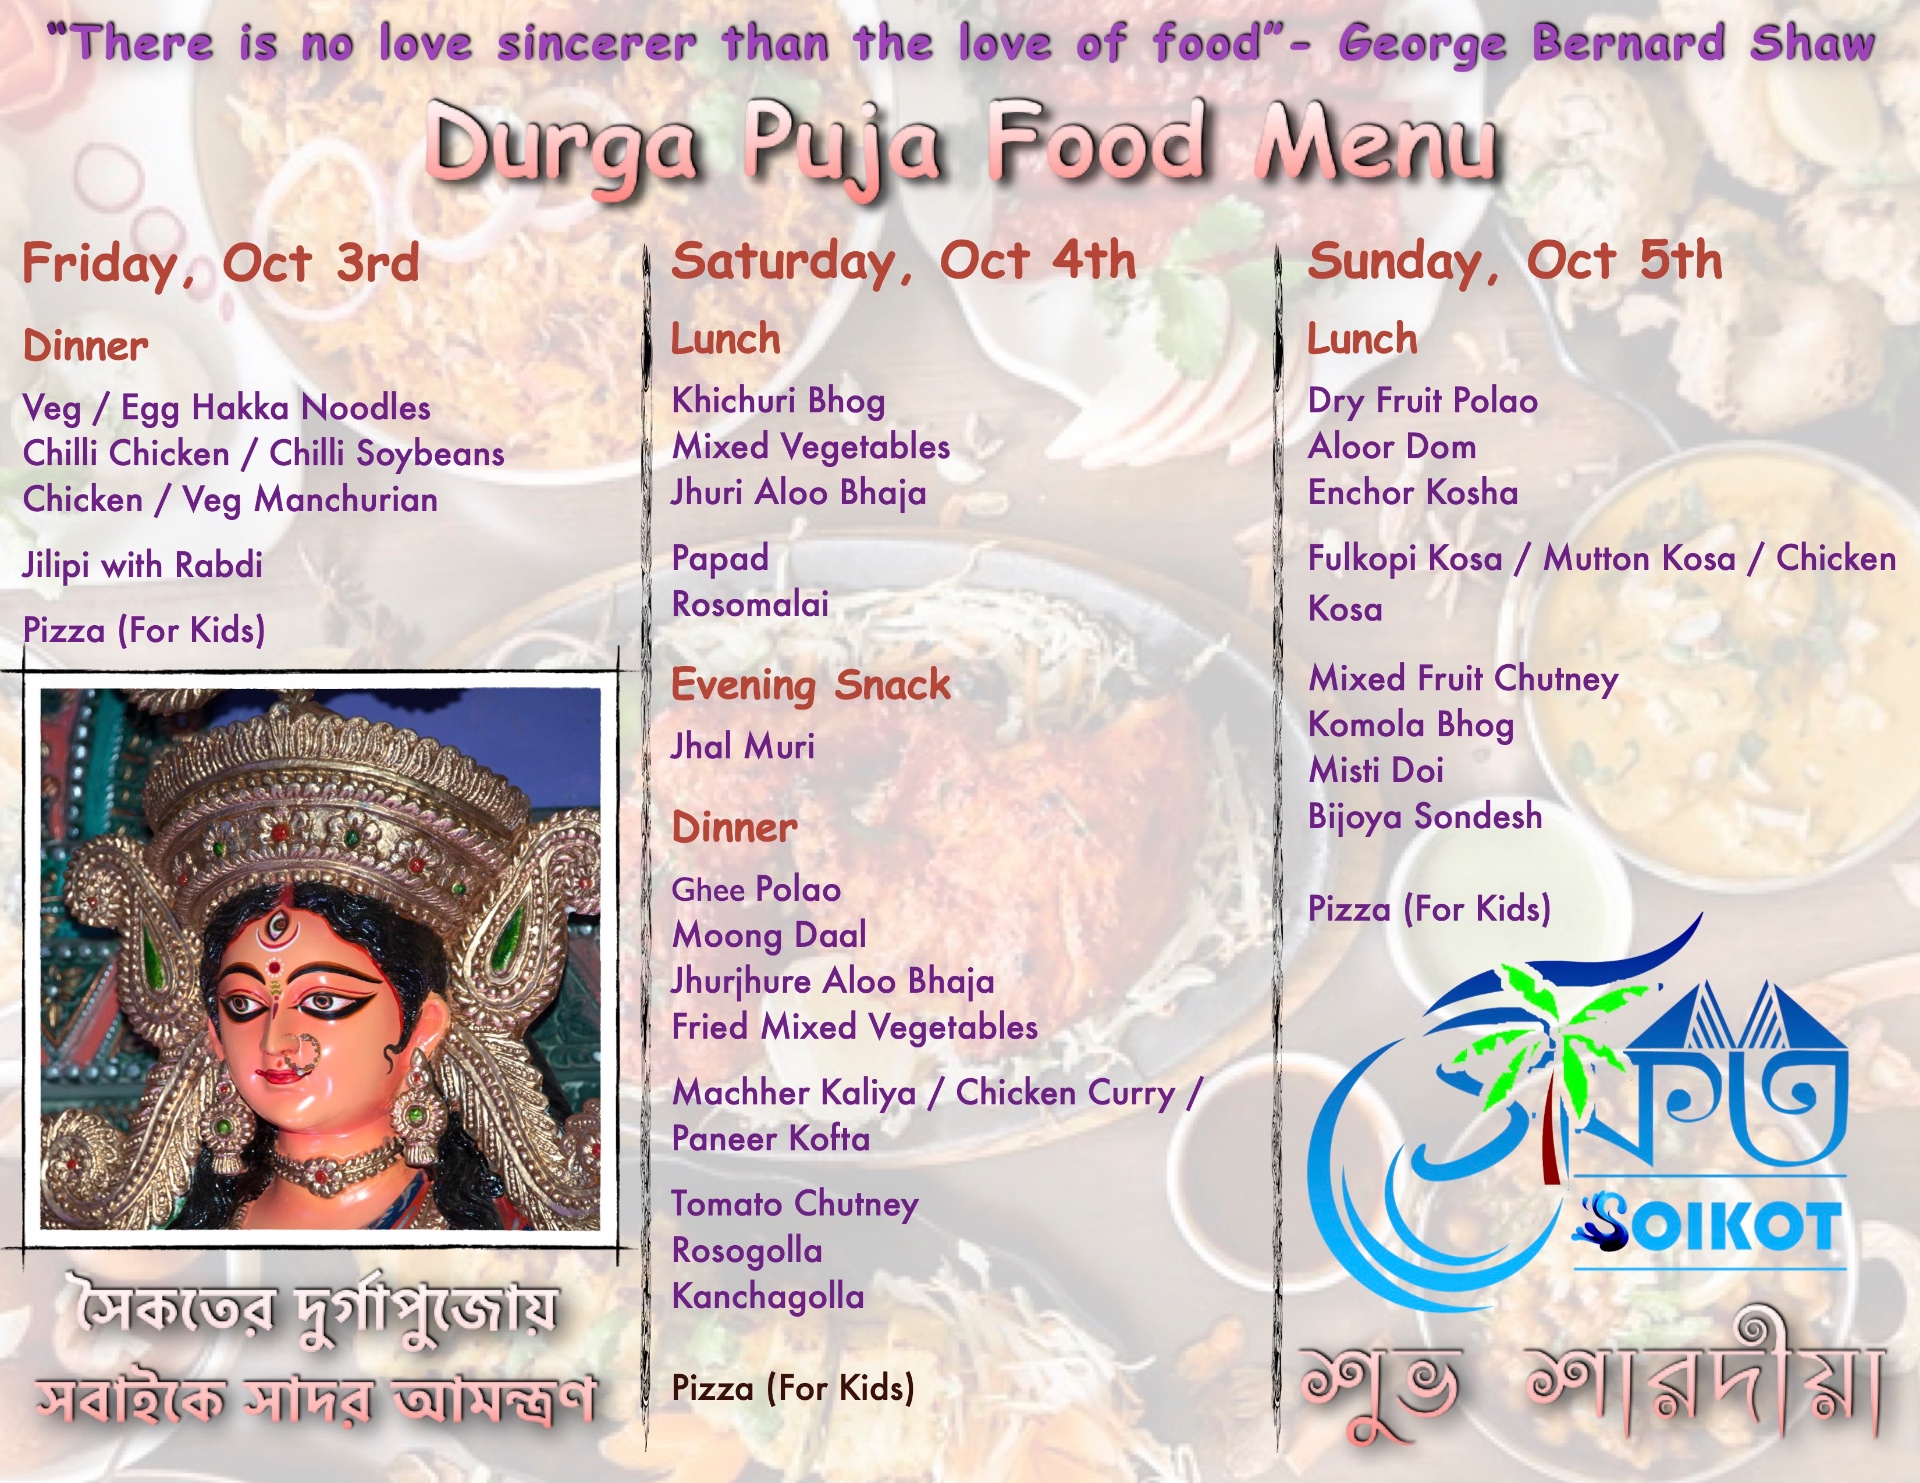 “There is no love sincerer than the love of food”- George Bernard Shaw
Durga Puja Food Menu
Friday, Oct 3rd
Dinner
Veg / Egg Hakka Noodles
Chilli Chicken / Chilli Soybeans
Chicken / Veg Manchurian
Jilipi with Rabdi
Pizza (For Kids)
সৈকতের দুর্গাপুজোয়
সবাইকে সাদর আমন্ত্রণ
Saturday, Oct 4th
Lunch
Khichuri Bhog
Mixed Vegetables
Jhuri Aloo Bhaja
Papad
Rosomalai
Evening Snack
Jhal Muri
Dinner
Ghee Polao
Moong Daal
Jhurjhure Aloo Bhaja
Fried Mixed Vegetables
Machher Kaliya / Chicken Curry /
Paneer Kofta
Tomato Chutney
Rosogolla
Kanchagolla
Pizza (For Kids)
Sunday, Oct 5th
Lunch
Dry Fruit Polao
Aloor Dom
Enchor Kosha
Fulkopi Kosa / Mutton Kosa / Chicken
Kosa
Mixed Fruit Chutney
Komola Bhog
Misti Doi
Bijoya Sondesh
Pizza (For Kids)
সৈকত
SOIKOT
শুভ শারদীয়া